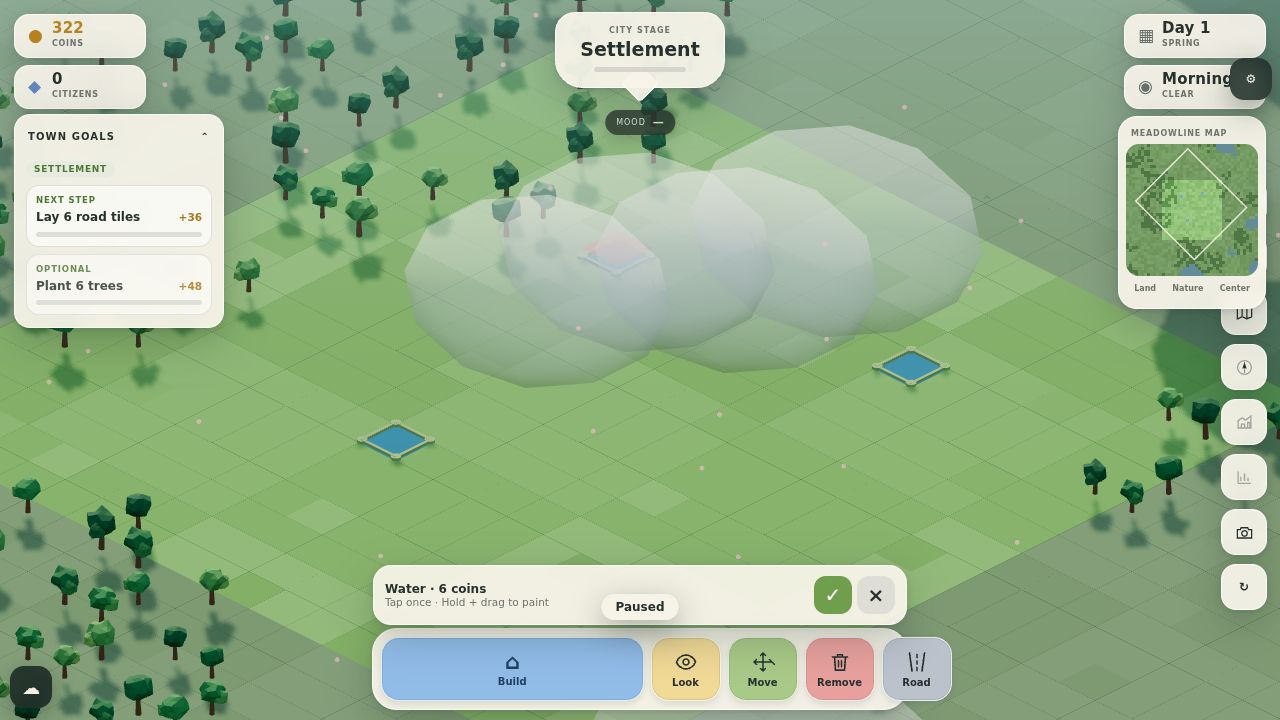 322
COINS
0
CITIZENS
TOWN GOALS
SETTLEMENT
NEXT STEP
Lay 6 road tiles +36
OPTIONAL
Plant 6 trees +48
CITY STAGE
Settlement
MOOD —
Day 1
SPRING
Morning
CLEAR
MEADOWLINE MAP
Land Nature Center
Water · 6 coins
Tap once · Hold + drag to paint
Paused
Build
Look
Move
Remove
Road